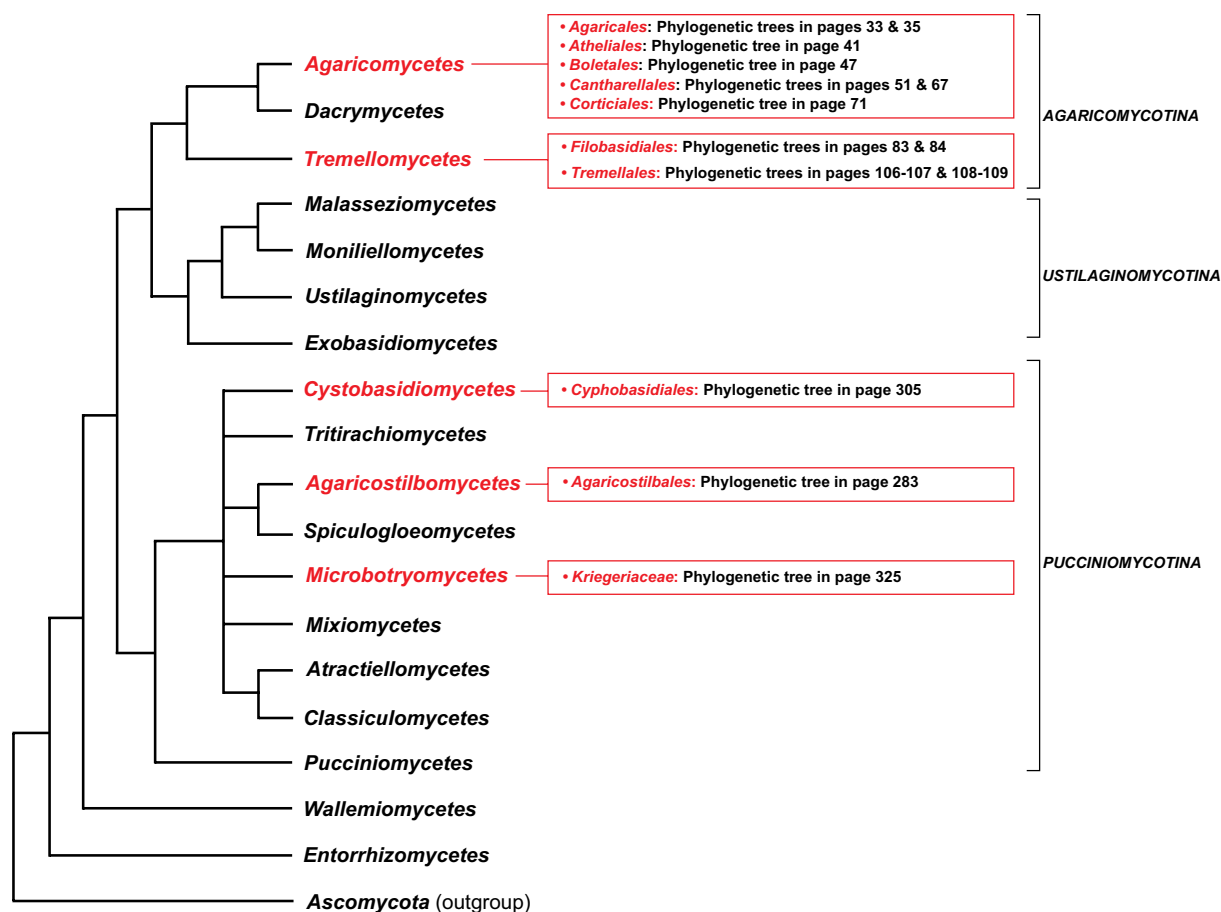 • Agaricales: Phylogenetic trees in pages 33 & 35
• Atheliales: Phylogenetic tree in page 41
Agaricomycetes
• Boletales: Phylogenetic tree in page 47
• Cantharellales: Phylogenetic trees in pages 51 & 67
• Corticiales: Phylogenetic tree in page 71
Dacrymycetes
AGARICOMYCOTINA
• Filobasidiales: Phylogenetic trees in pages 83 & 84
Tremellomycetes
• Tremellales: Phylogenetic trees in pages 106-107 & 108-109
Malasseziomycetes
Moniliellomycetes
USTILAGINOMYCOTINA
Ustilaginomycetes
Exobasidiomycetes
Cystobasidiomycetes
• Cyphobasidiales: Phylogenetic tree in page 305
Tritirachiomycetes
Agaricostilbomycetes
• Agaricostilbales: Phylogenetic tree in page 283
Spiculogloeomycetes
PUCCINIOMYCOTINA
Microbotryomycetes
• Kriegeriaceae: Phylogenetic tree in page 325
Mixiomycetes
Atractiellomycetes
Classiculomycetes
Pucciniomycetes
Wallemiomycetes
Entorrhizomycetes
Ascomycota (outgroup)